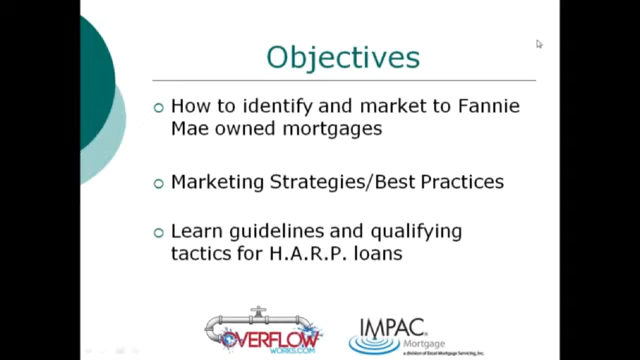 Objectives
How to identify and market to Fannie
Mae owned mortgages
Marketing Strategies/Best Practices
Learn guidelines and qualifying
tactics for H.A.R.P. loans
OVERFLOW
WORKS.COM
IMPAC
Mortgage
a division of Excel Mortgage Servicing, Inc.